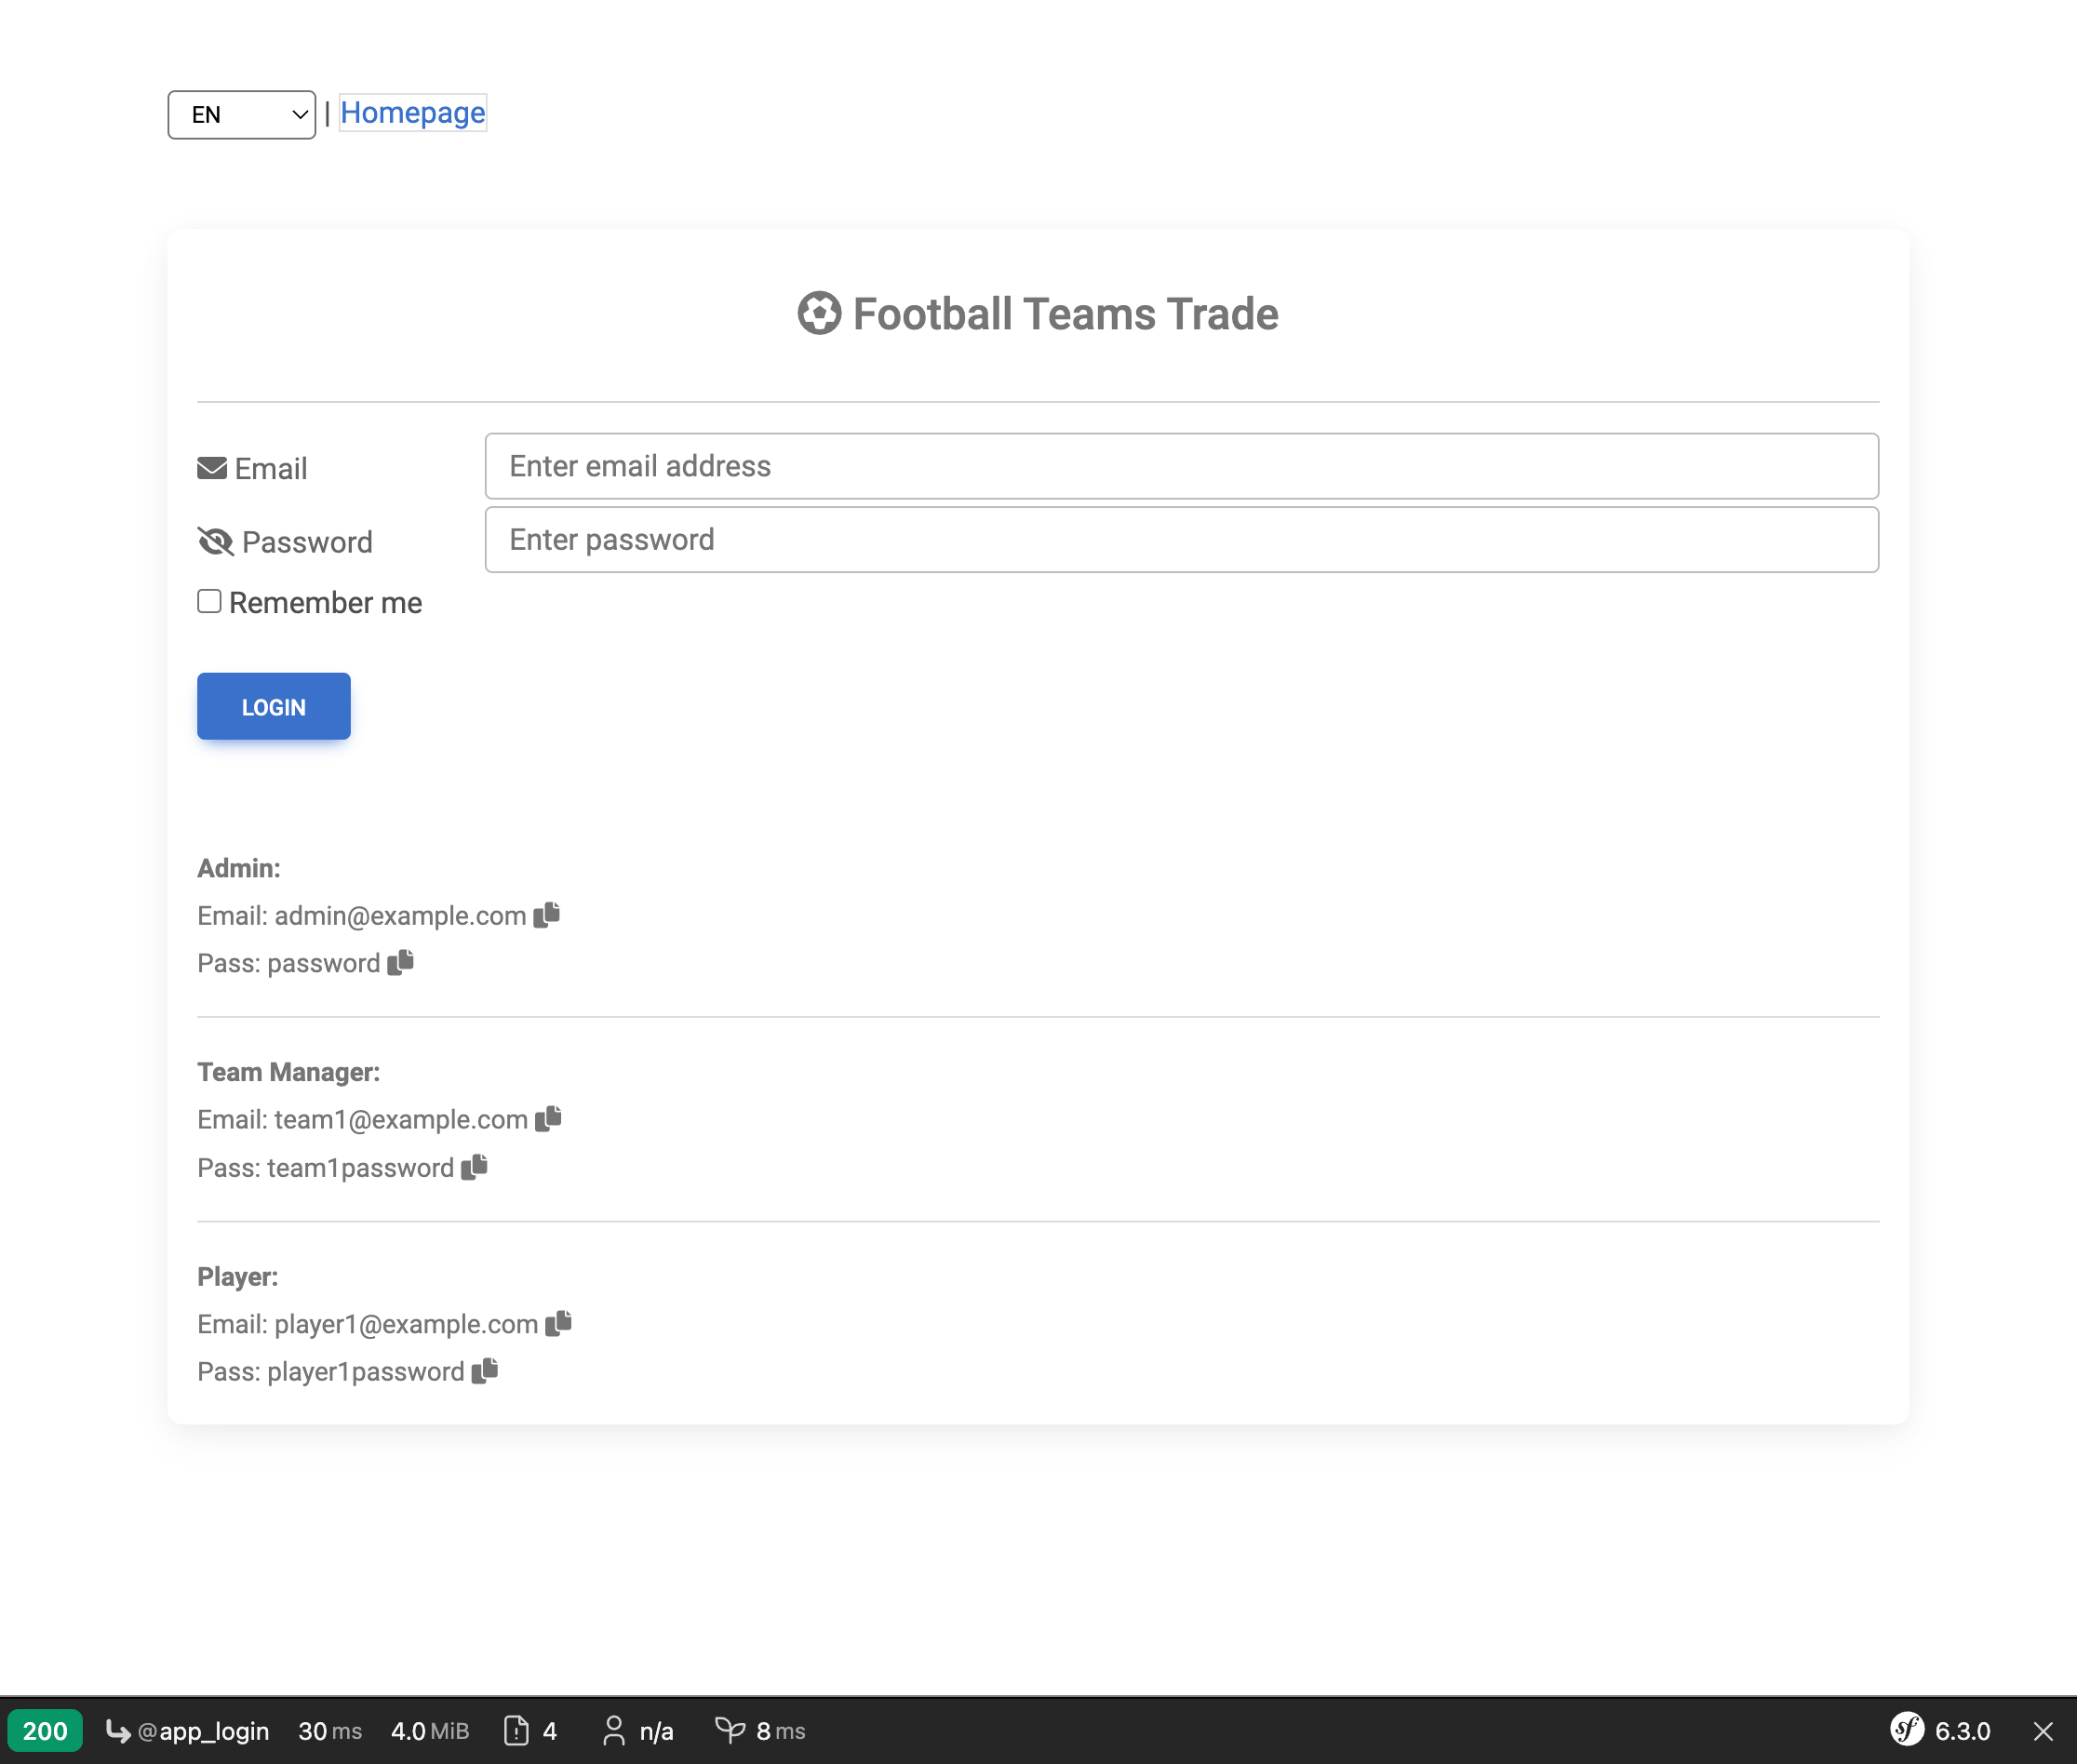 EN | Homepage
Football Teams Trade
Email Enter email address
Password Enter password
Remember me
LOGIN
Admin:
Email: admin@example.com
Pass: password
Team Manager:
Email: team1@example.com
Pass: team1password
Player:
Email: player1@example.com
Pass: player1password
200 @app_login 30 ms 4.0 MiB 4 n/a 8 ms sf 6.3.0